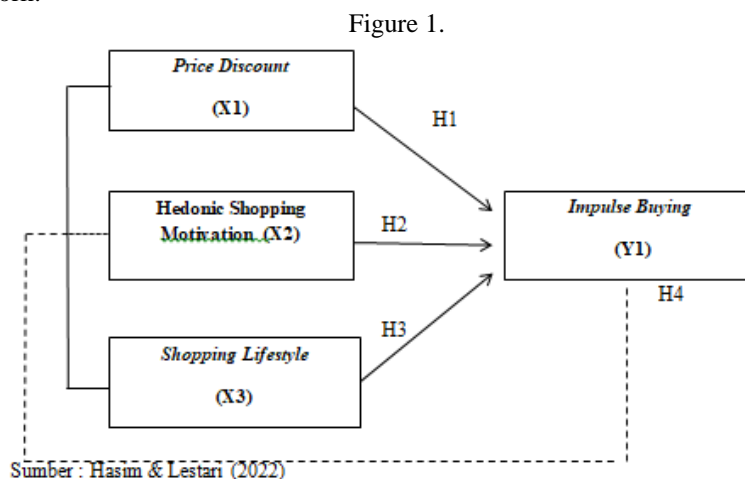 Figure 1.
Price Discount
(X1)
H1
Hedonic Shopping
Motivation (X2)
H2
Impulse Buying
(Y1)
H4
H3
Shopping Lifestyle
(X3)
Sumber : Hasim & Lestari (2022)